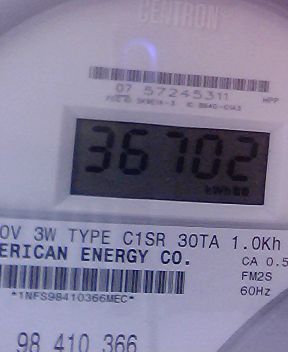 CENTRON
07 57245311 HPP
36702
kWh
0V 3W TYPE C1SR 30TA 1.0Kh
ERICAN ENERGY CO. CA 0.5
FM2S
*1NFS98410366MEC* 60Hz
98 410 366